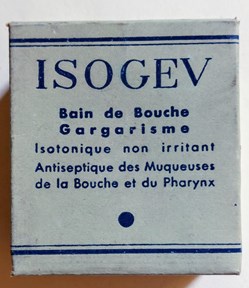 ISOGEV
Bain de Bouche
Gargarisme
Isotonique non irritant
Antiseptique des Muqueuses
de la Bouche et du Pharynx